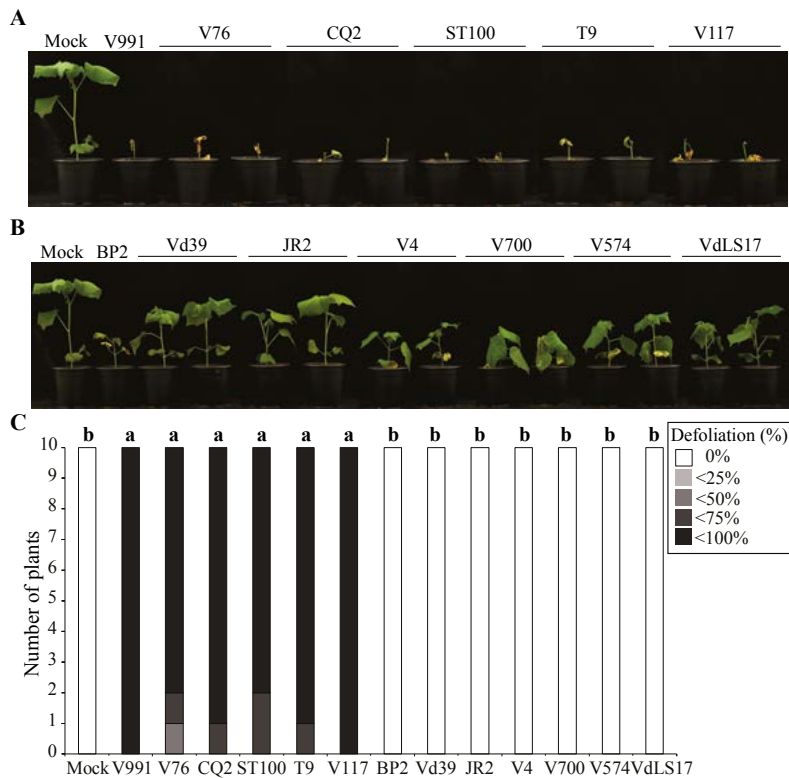 A
Mock V991 V76 CQ2 ST100 T9 V117
B
Mock BP2 Vd39 JR2 V4 V700 V574 VdLS17
C
b a a a a a a b b b b b b b
Number of plants
10
9
8
7
6
5
4
3
2
1
0
Mock V991 V76 CQ2 ST100 T9 V117 BP2 Vd39 JR2 V4 V700 V574 VdLS17
Defoliation (%)
0%
<25%
<50%
<75%
<100%